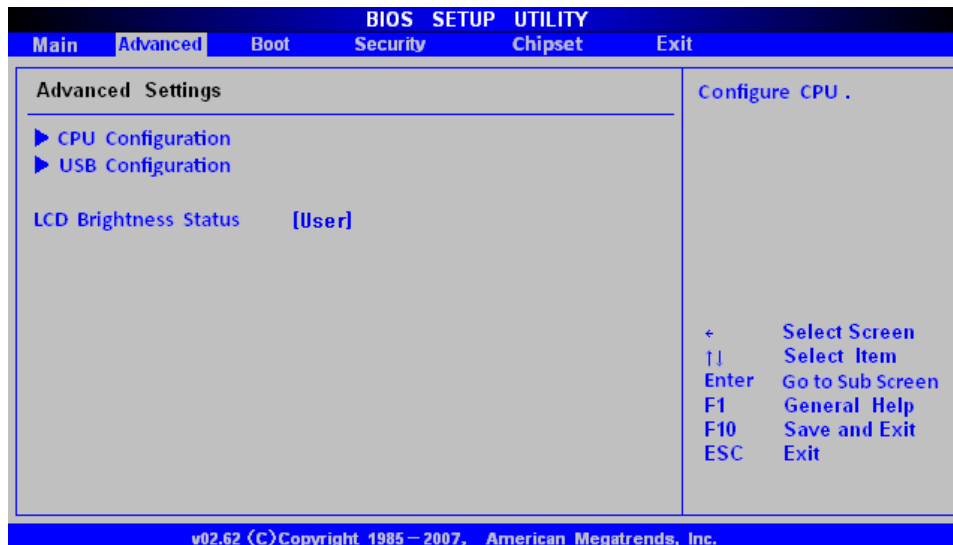 BIOS SETUP UTILITY
Main Advanced Boot Security Chipset Exit
Advanced Settings
▶ CPU Configuration
▶ USB Configuration
LCD Brightness Status [User]
Configure CPU .
← Select Screen
↑↓ Select Item
Enter Go to Sub Screen
F1 General Help
F10 Save and Exit
ESC Exit
v02.62 (C)Copyright 1985-2007, American Megatrends, Inc.